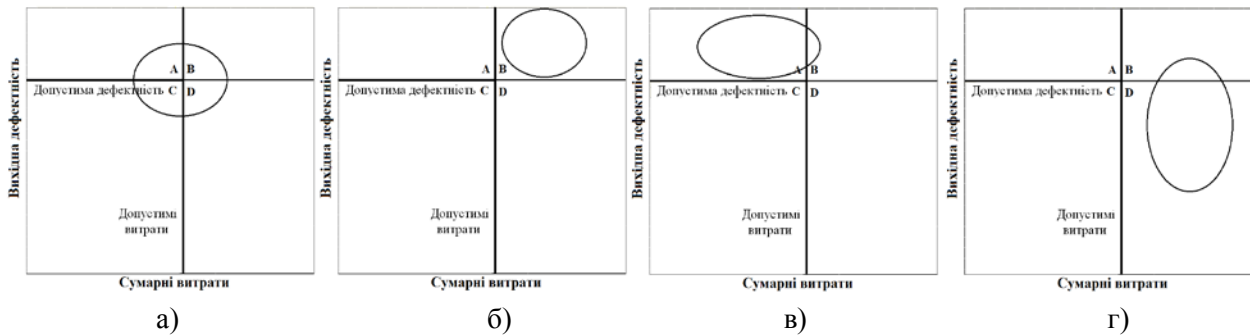 Вихідна дефектність
A B
Допустима дефектність C D
Допустимі
витрати
Сумарні витрати
а)
Вихідна дефектність
A B
Допустима дефектність C D
Допустимі
витрати
Сумарні витрати
б)
Вихідна дефектність
A B
Допустима дефектність C D
Допустимі
витрати
Сумарні витрати
в)
Вихідна дефектність
A B
Допустима дефектність C D
Допустимі
витрати
Сумарні витрати
г)